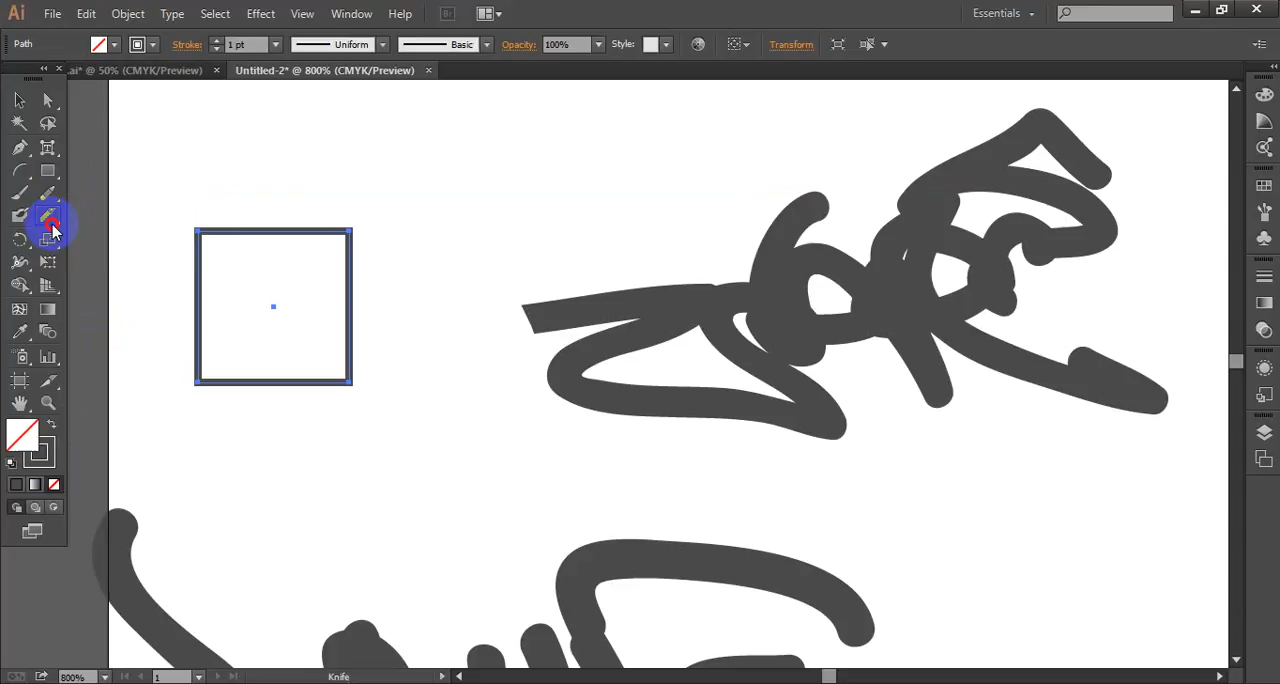 Ai File Edit Object Type Select Effect View Window Help Br Essentials
Path Stroke: 1 pt Uniform Basic Opacity: 100% Style: Transform
.ai* @ 50% (CMYK/Preview) × Untitled-2* @ 800% (CMYK/Preview) ×
800% 1 Knife